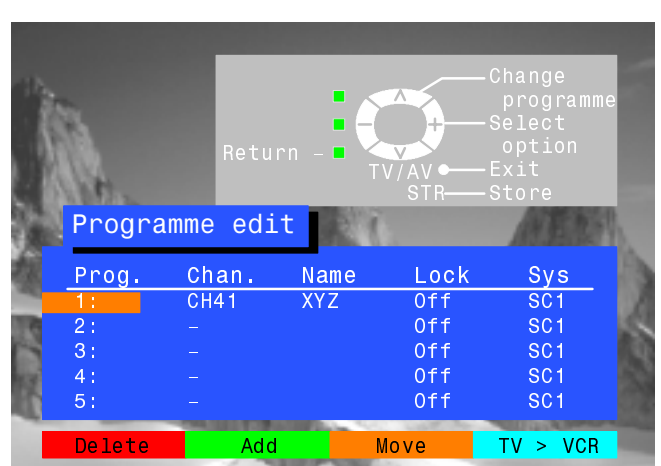 Change
programme
Select
option
Return
TV/AV
Exit
STR
Store
Programme edit
Prog. Chan. Name Lock Sys
1: CH41 XYZ Off SC1
2: – Off SC1
3: – Off SC1
4: – Off SC1
5: – Off SC1
Delete Add Move TV > VCR